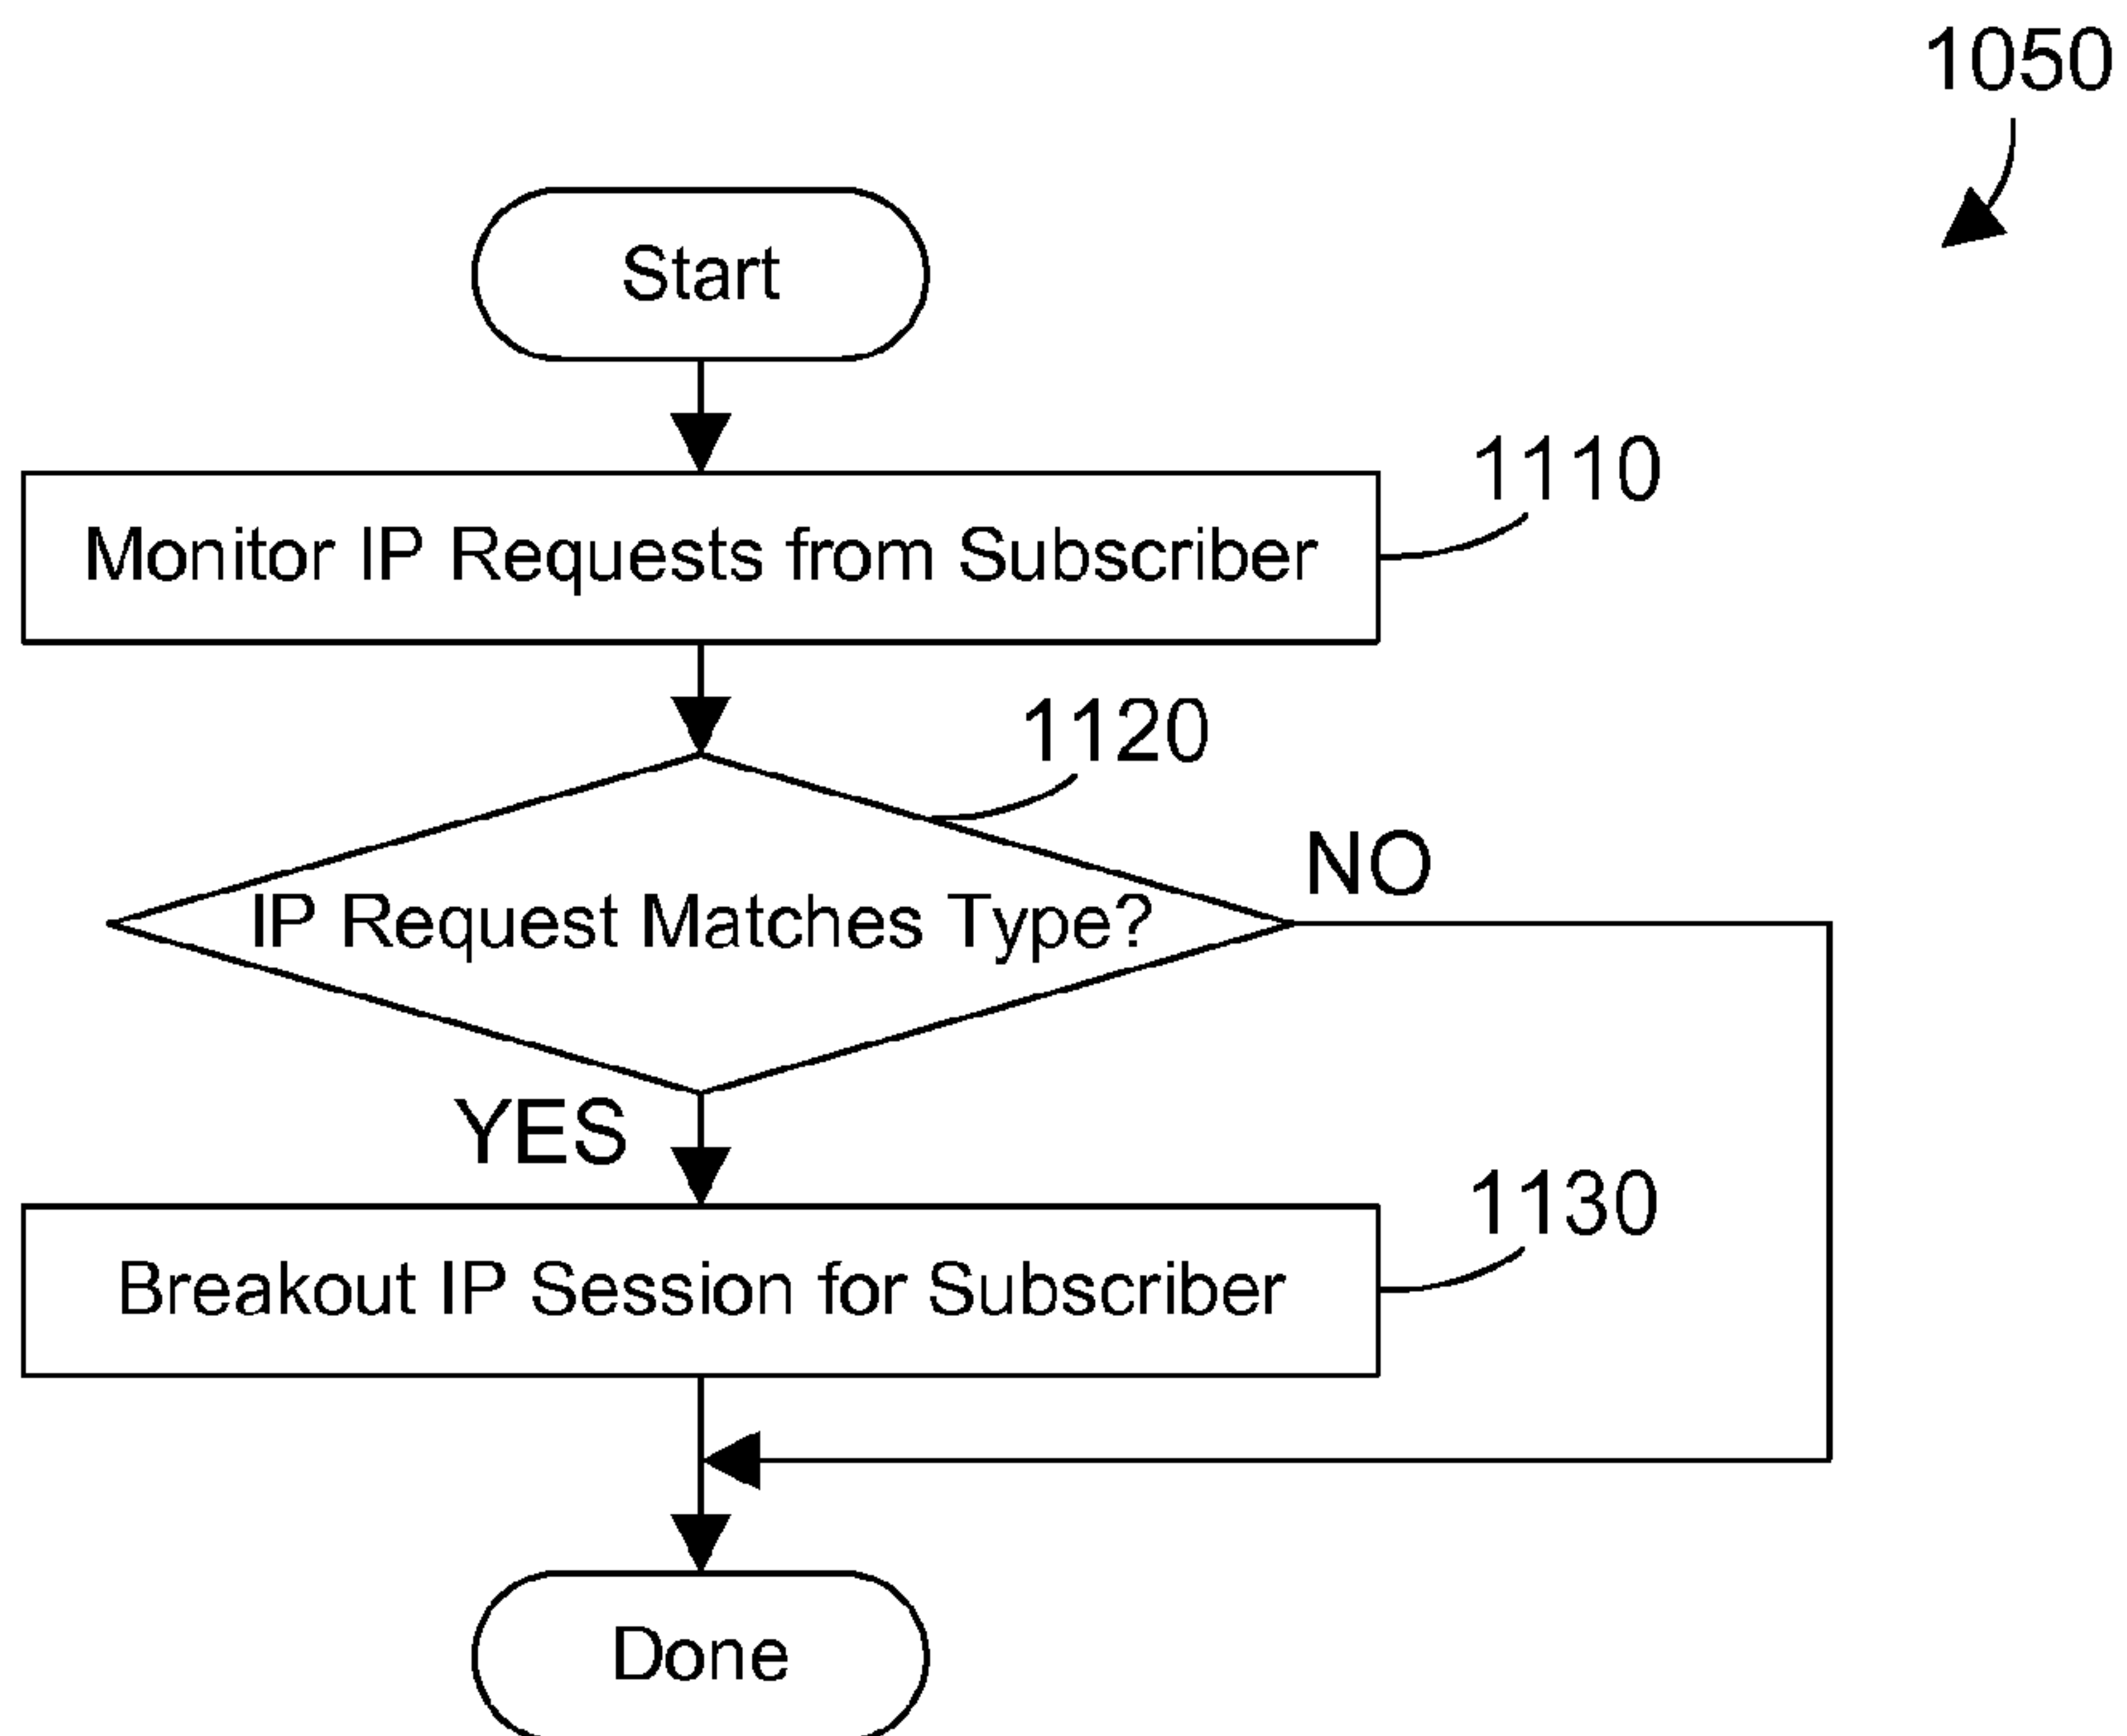 1050
Start
1110
Monitor IP Requests from Subscriber
1120
NO
IP Request Matches Type?
YES
1130
Breakout IP Session for Subscriber
Done